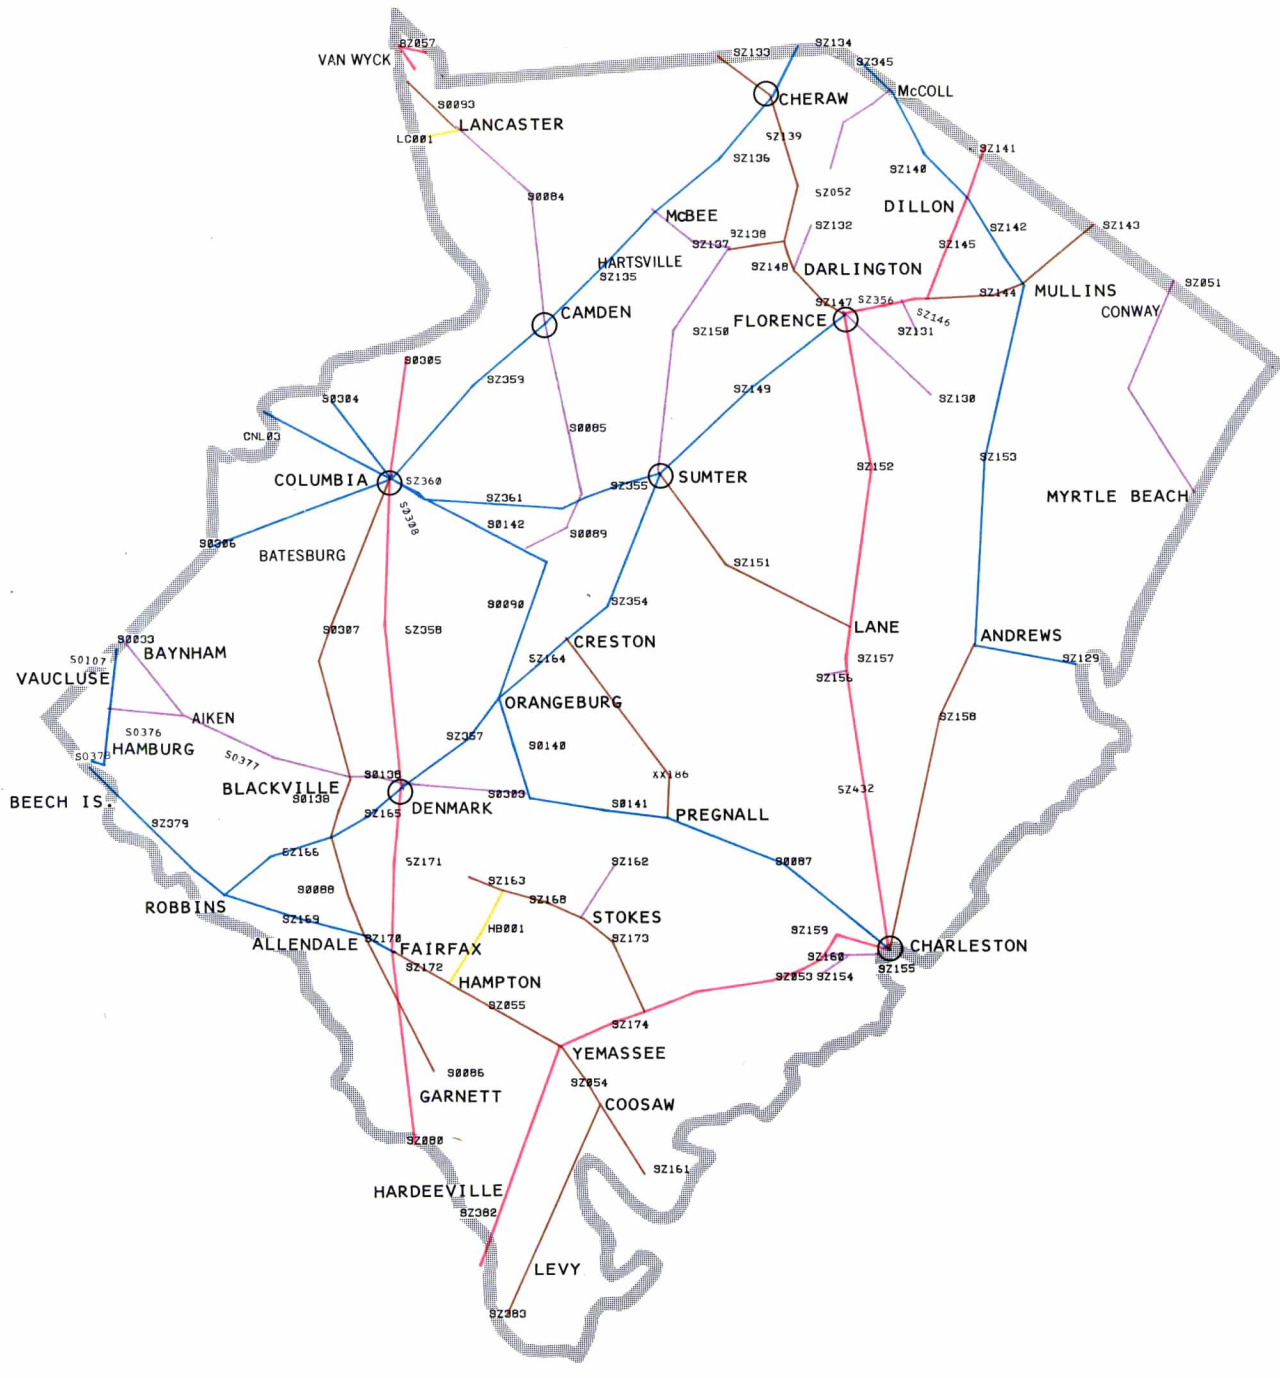 SZ057
VAN WYCK
SZ133
SZ134
SZ345
McCOLL
CHERAW
S0093
LANCASTER
LC001
SZ139
SZ136
SZ141
SZ140
S0084
SZ052
DILLON
McBEE
SZ138
SZ132
SZ142
SZ143
SZ137
SZ145
HARTSVILLE
SZ135
SZ148
DARLINGTON
SZ051
SZ147
SZ356
SZ144
MULLINS
CAMDEN
FLORENCE
SZ146
CONWAY
SZ150
SZ131
S0305
SZ359
SZ149
S0304
SZ130
CNL03
S0085
SZ152
SZ153
COLUMBIA
SZ360
SZ355
SUMTER
SZ361
MYRTLE BEACH
S0308
S0142
S0306
S0089
BATESBURG
SZ151
S0090
SZ354
S0307
SZ358
LANE
S0033
BAYNHAM
CRESTON
ANDREWS
S0107
SZ164
SZ157
SZ129
VAUCLUSE
SZ156
ORANGEBURG
AIKEN
SZ158
S0376
HAMBURG
SZ357
S0140
S0378
S0377
BLACKVILLE
S0138
XX186
S0138
S0303
SZ432
BEECH IS.
DENMARK
S0141
SZ165
PREGNALL
SZ379
SZ166
SZ171
SZ162
S0087
S0088
SZ163
SZ168
ROBBINS
SZ169
STOKES
HB001
SZ159
ALLENDALE
SZ170
FAIRFAX
SZ173
CHARLESTON
SZ160
SZ172
SZ155
HAMPTON
SZ053
SZ154
SZ055
SZ174
YEMASSEE
S0086
SZ054
GARNETT
COOSAW
SZ080
SZ161
HARDEEVILLE
SZ382
LEVY
SZ383